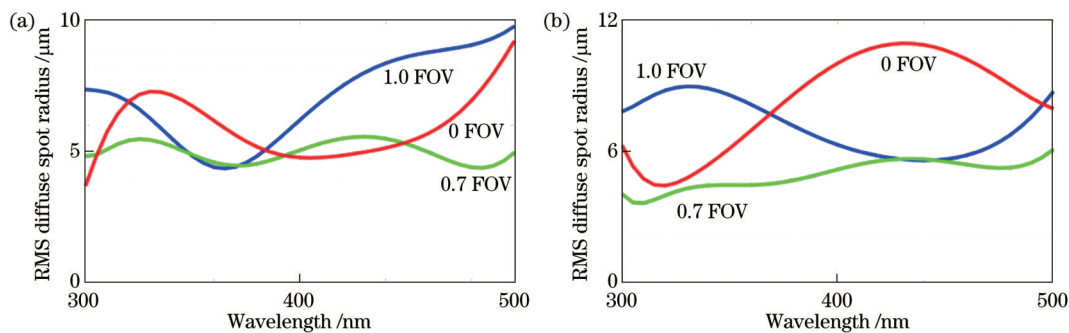 (a)
RMS diffuse spot radius /μm
10
5
0
1.0 FOV
0 FOV
0.7 FOV
300
400
500
Wavelength /nm
(b)
RMS diffuse spot radius /μm
12
6
0
1.0 FOV
0 FOV
0.7 FOV
300
400
500
Wavelength /nm